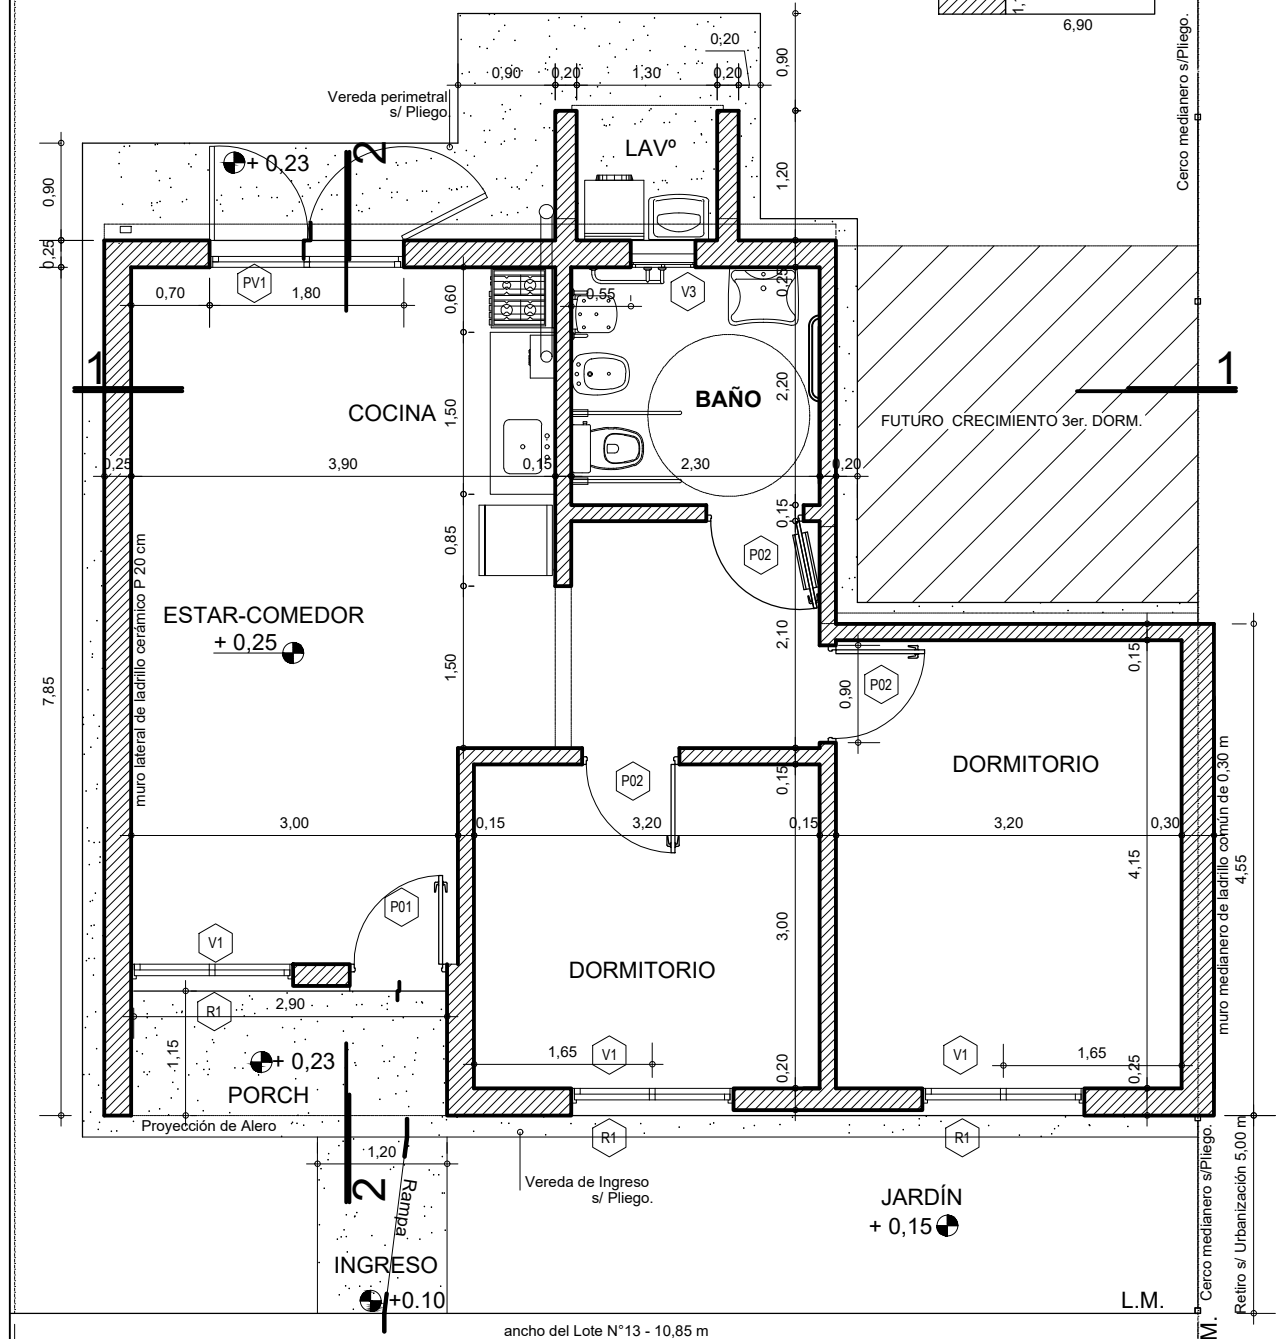 6,90
1,
0,20
0,90
0,20
1,30
0,20
0,90
Cerco medianero s/Pliego.
Vereda perimetral
s/ Pliego.
LAVº
2
+ 0,23
1,20
0,90
0,25
PV1
0,70
1,80
0,60
0,55
V3
0,25
1
1
COCINA
1,50
BAÑO
2,20
FUTURO CRECIMIENTO 3er. DORM.
0,25
3,90
0,15
2,30
0,20
0,15
0,85
P02
muro lateral de ladrillo cerámico P 20 cm
ESTAR-COMEDOR
+ 0,25
2,10
1,50
0,15
7,85
0,90
P02
DORMITORIO
P02
0,15
3,00
0,15
3,20
0,15
3,20
0,30
muro medianero de ladrillo común de 0,30 m
4,55
4,15
P01
V1
3,00
DORMITORIO
R1
2,90
1,15
+ 0,23
PORCH
1,65
V1
0,20
V1
1,65
0,25
Proyección de Alero
R1
R1
1,20
2
Rampa
Vereda de Ingreso
s/ Pliego.
JARDÍN
+ 0,15
Cerco medianero s/Pliego.
Retiro s/ Urbanización 5,00 m
INGRESO
+0.10
L.M.
M.
ancho del Lote N°13 - 10,85 m